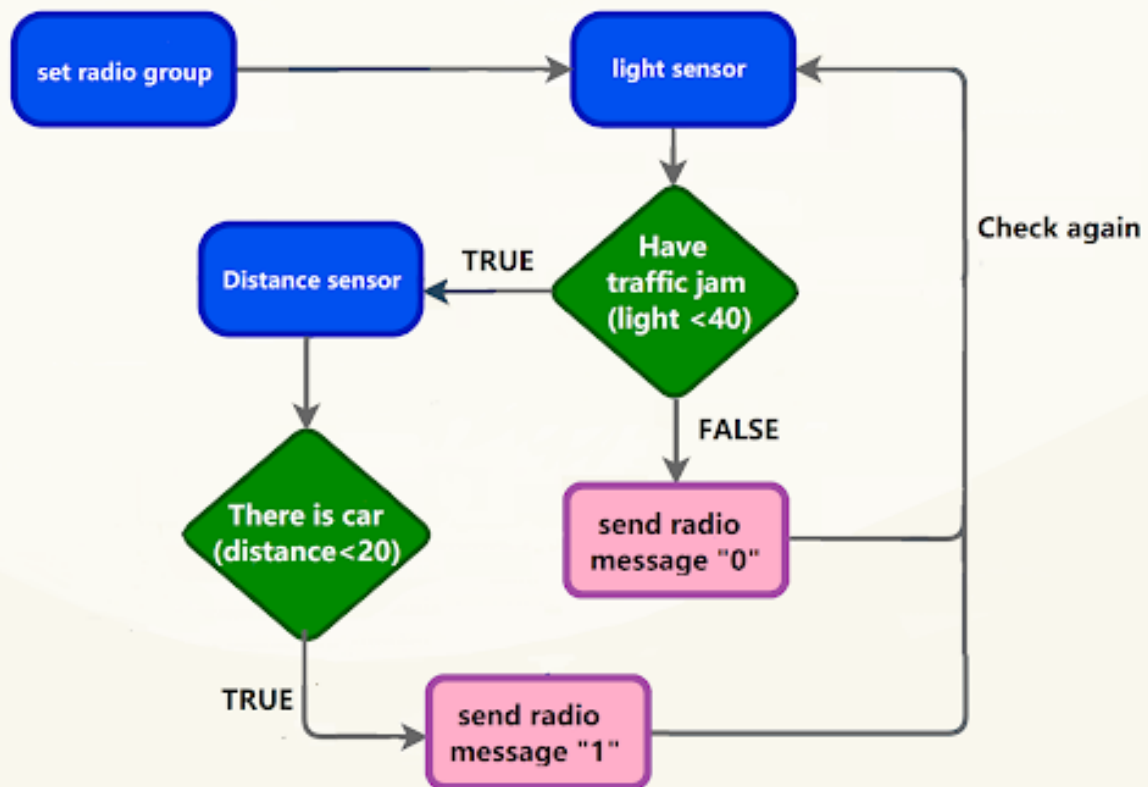 set radio group
light sensor
Check again
Have
traffic jam
(light <40)
TRUE
Distance sensor
FALSE
There is car
(distance<20)
send radio
message "0"
TRUE
send radio
message "1"